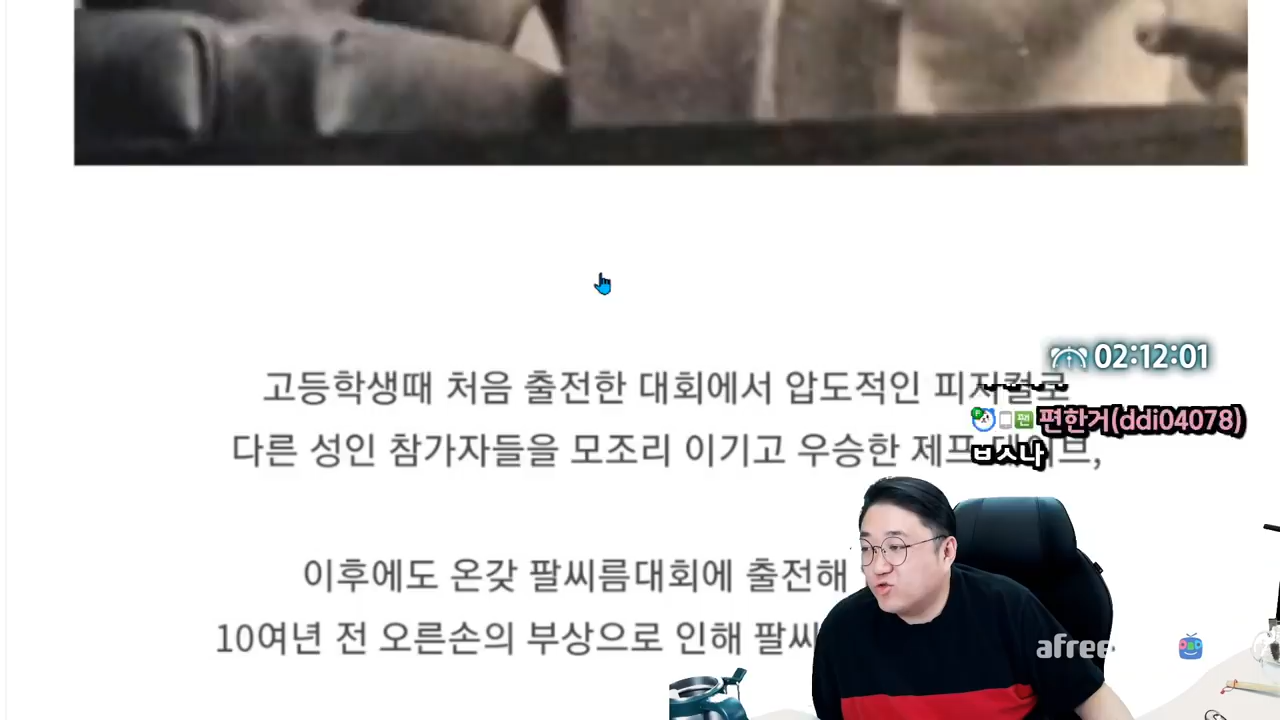 02:12:01
고등학생때 처음 출전한 대회에서 압도적인 피지컬로
편한거(ddi04078)
다른 성인 참가자들을 모조리 이기고 우승한 제프
ㅂㅅ나
이후에도 온갖 팔씨름대회에 출전해
10여년 전 오른손의 부상으로 인해 팔씨
afree